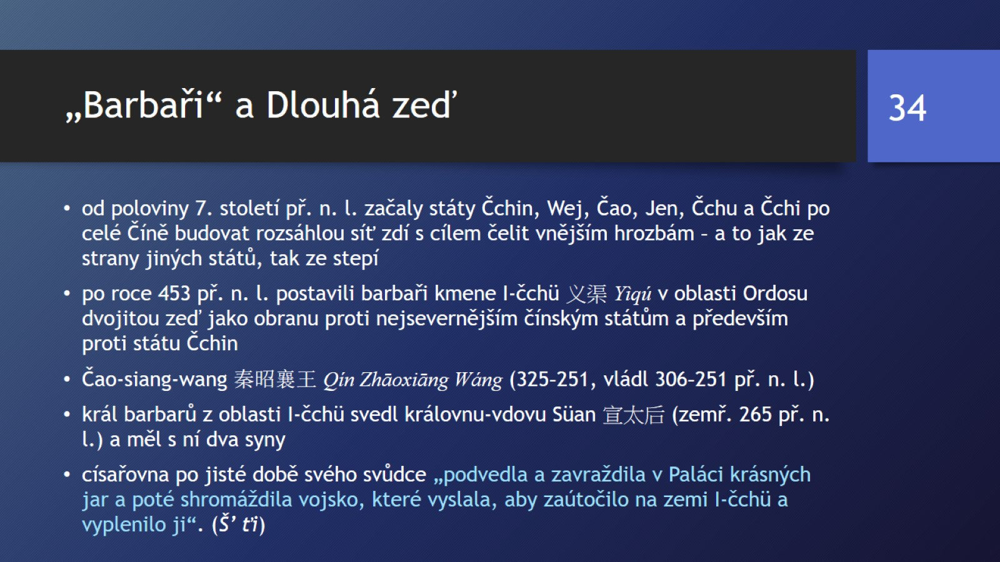 „Barbaři“ a Dlouhá zeď
34
• od poloviny 7. století př. n. l. začaly státy Čchin, Wej, Čao, Jen, Čchu a Čchi po
celé Číně budovat rozsáhlou síť zdí s cílem čelit vnějším hrozbám – a to jak ze
strany jiných států, tak ze stepí
• po roce 453 př. n. l. postavili barbaři kmene I-čchü 义渠 Yìqú v oblasti Ordosu
dvojitou zeď jako obranu proti nejsevernějším čínským státům a především
proti státu Čchin
• Čao-siang-wang 秦昭襄王 Qín Zhāoxiāng Wáng (325–251, vládl 306–251 př. n. l.)
• král barbarů z oblasti I-čchü svedl královnu-vdovu Süan 宣太后 (zemř. 265 př. n.
l.) a měl s ní dva syny
• císařovna po jisté době svého svůdce „podvedla a zavraždila v Paláci krásných
jar a poté shromáždila vojsko, které vyslala, aby zaútočilo na zemi I-čchü a
vyplenilo ji“. (Š’ ťi)